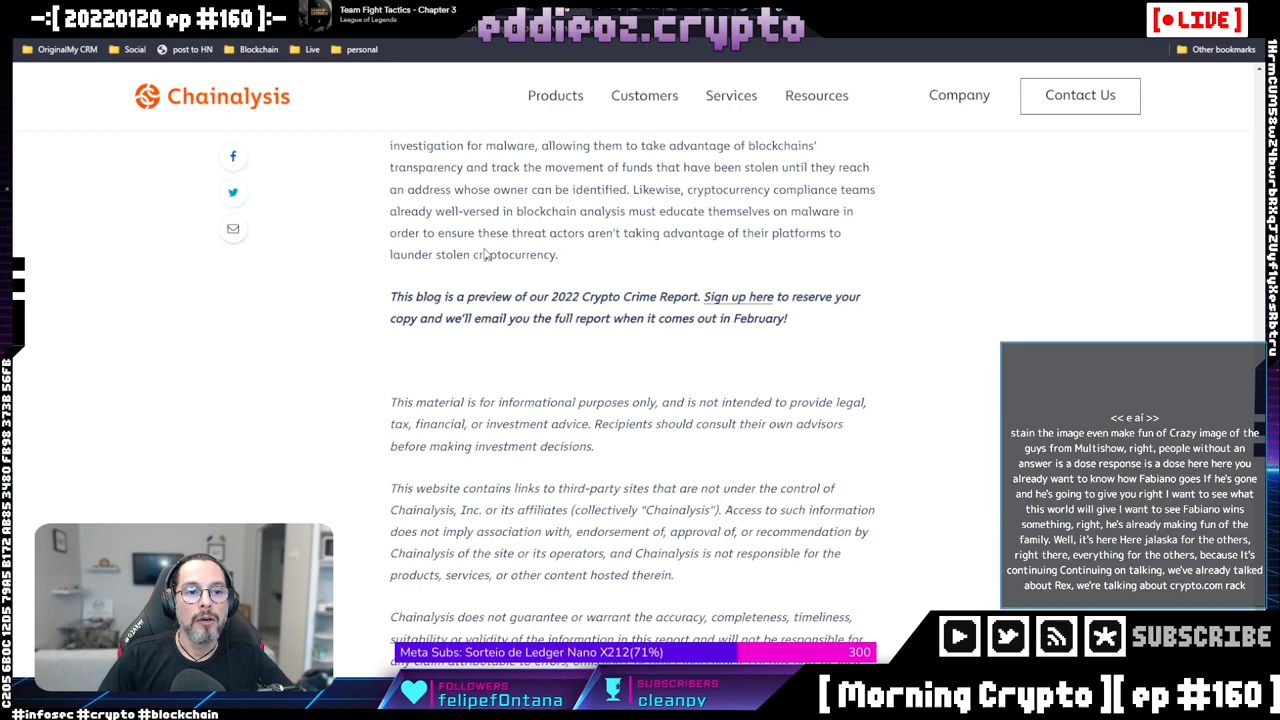 -:[ 20220120 ep #160 ]:-
Team Fight Tactics - Chapter 3
League of Legends
eddieoz.crypto
[● LIVE]
OriginalMy CRM
Social
post to HN
Blockchain
Live
personal
Other bookmarks
Chainalysis
Products
Customers
Services
Resources
Company
Contact Us
investigation for malware, allowing them to take advantage of blockchains'
transparency and track the movement of funds that have been stolen until they reach
an address whose owner can be identified. Likewise, cryptocurrency compliance teams
already well-versed in blockchain analysis must educate themselves on malware in
order to ensure these threat actors aren't taking advantage of their platforms to
launder stolen cryptocurrency.
This blog is a preview of our 2022 Crypto Crime Report. Sign up here to reserve your
copy and we'll email you the full report when it comes out in February!
This material is for informational purposes only, and is not intended to provide legal,
tax, financial, or investment advice. Recipients should consult their own advisors
before making investment decisions.
This website contains links to third-party sites that are not under the control of
Chainalysis, Inc. or its affiliates (collectively "Chainalysis"). Access to such information
does not imply association with, endorsement of, approval of, or recommendation by
Chainalysis of the site or its operators, and Chainalysis is not responsible for the
products, services, or other content hosted therein.
Chainalysis does not guarantee or warrant the accuracy, completeness, timeliness,
suitability or validity of the information in this report and will not be responsible for
<< e aí >>
stain the image even make fun of Crazy image of the
guys from Multishow, right, people without an
answer is a dose response is a dose here here you
already want to know how Fabiano goes If he's gone
and he's going to give you right I want to see what
this world will give I want to see Fabiano wins
something, right, he's already making fun of the
family. Well, it's here Here jalaska for the others,
right there, everything for the others, because It's
continuing Continuing on talking, we've already talked
about Rex, we're talking about crypto.com rack
Meta Subs: Sorteio de Ledger Nano X212(71%)
300
FOLLOWERS
felipef0ntana
SUBSCRIBERS
cleanpy
SUBSCRIBE
[ Morning Crypto ][ ep #160 ]
#infosec #crypto #blockchain